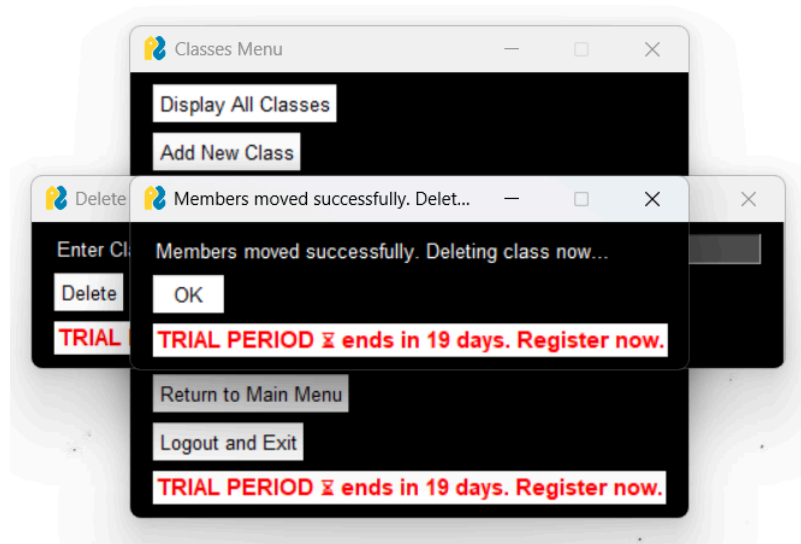 Classes Menu
Display All Classes
Add New Class
Delete
Members moved successfully. Delet...
Enter Cl
Members moved successfully. Deleting class now...
Delete
OK
TRIAL
TRIAL PERIOD ⌛ ends in 19 days. Register now.
Return to Main Menu
Logout and Exit
TRIAL PERIOD ⌛ ends in 19 days. Register now.